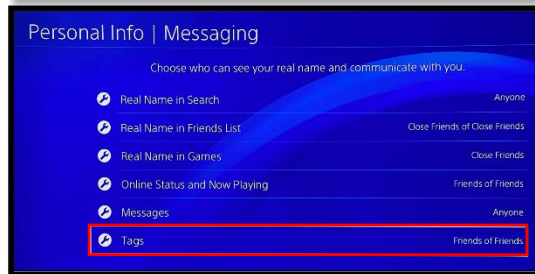 Personal Info | Messaging
Choose who can see your real name and communicate with you.
Real Name in Search Anyone
Real Name in Friends List Close Friends of Close Friends
Real Name in Games Close Friends
Online Status and Now Playing Friends of Friends
Messages Anyone
Tags Friends of Friends